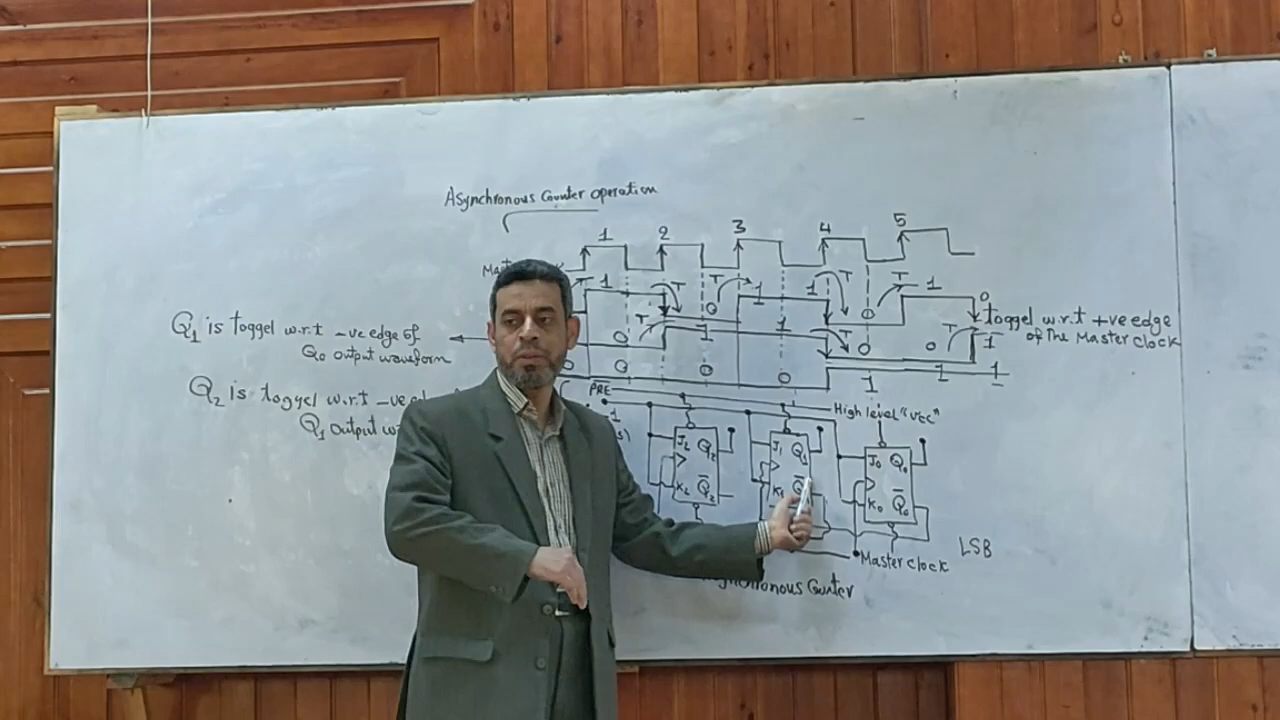 Asynchronous Counter operation
1 2 3 4 5
T 1 T T 1 T T 1 0
0 0
Q1 is toggel w.r.t -ve edge of
Q0 output waveform
toggel w.r.t +ve edge
of The Master Clock
0 T 1 1 T 0 0 T 1
0 0 0 0 1 1 1
Q2 is toggel w.r.t -ve
Q1 output
PRE
High level "Vcc"
1
J2 Q2 J1 Q1 J0 Q0
K2 Q̅2 K1 Q̅ K0 Q̅0
Master clock
LSB
Counter